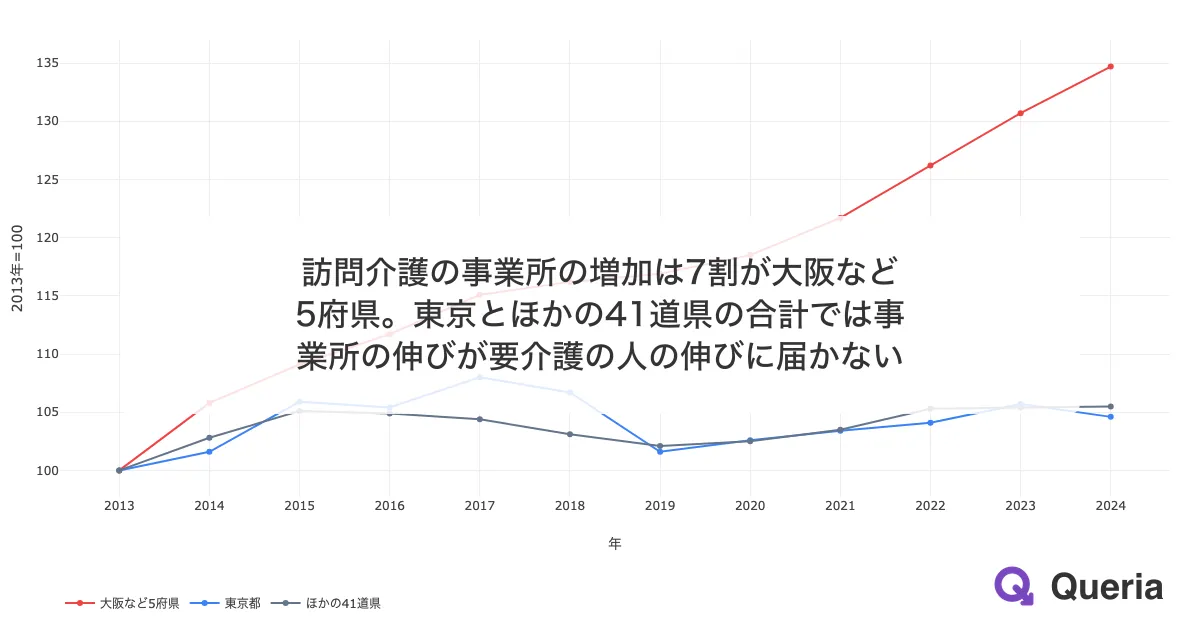 135
130
125
120
115
110
105
100
2013年=100
訪問介護の事業所の増加は7割が大阪など
5府県。東京とほかの41道県の合計では事
業所の伸びが要介護の人の伸びに届かない
2013 2014 2015 2016 2017 2018 2019 2020 2021 2022 2023 2024
年
大阪など5府県 東京都 ほかの41道県
Queria